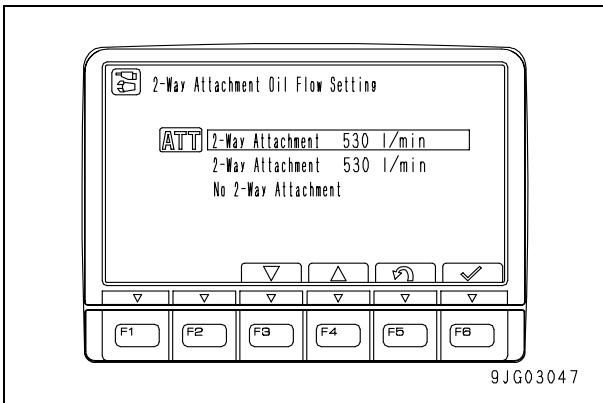 2-Way Attachment Oil Flow Setting
ATT 2-Way Attachment 530 l/min
2-Way Attachment 530 l/min
No 2-Way Attachment
F1 F2 F3 F4 F5 F6
9JG03047